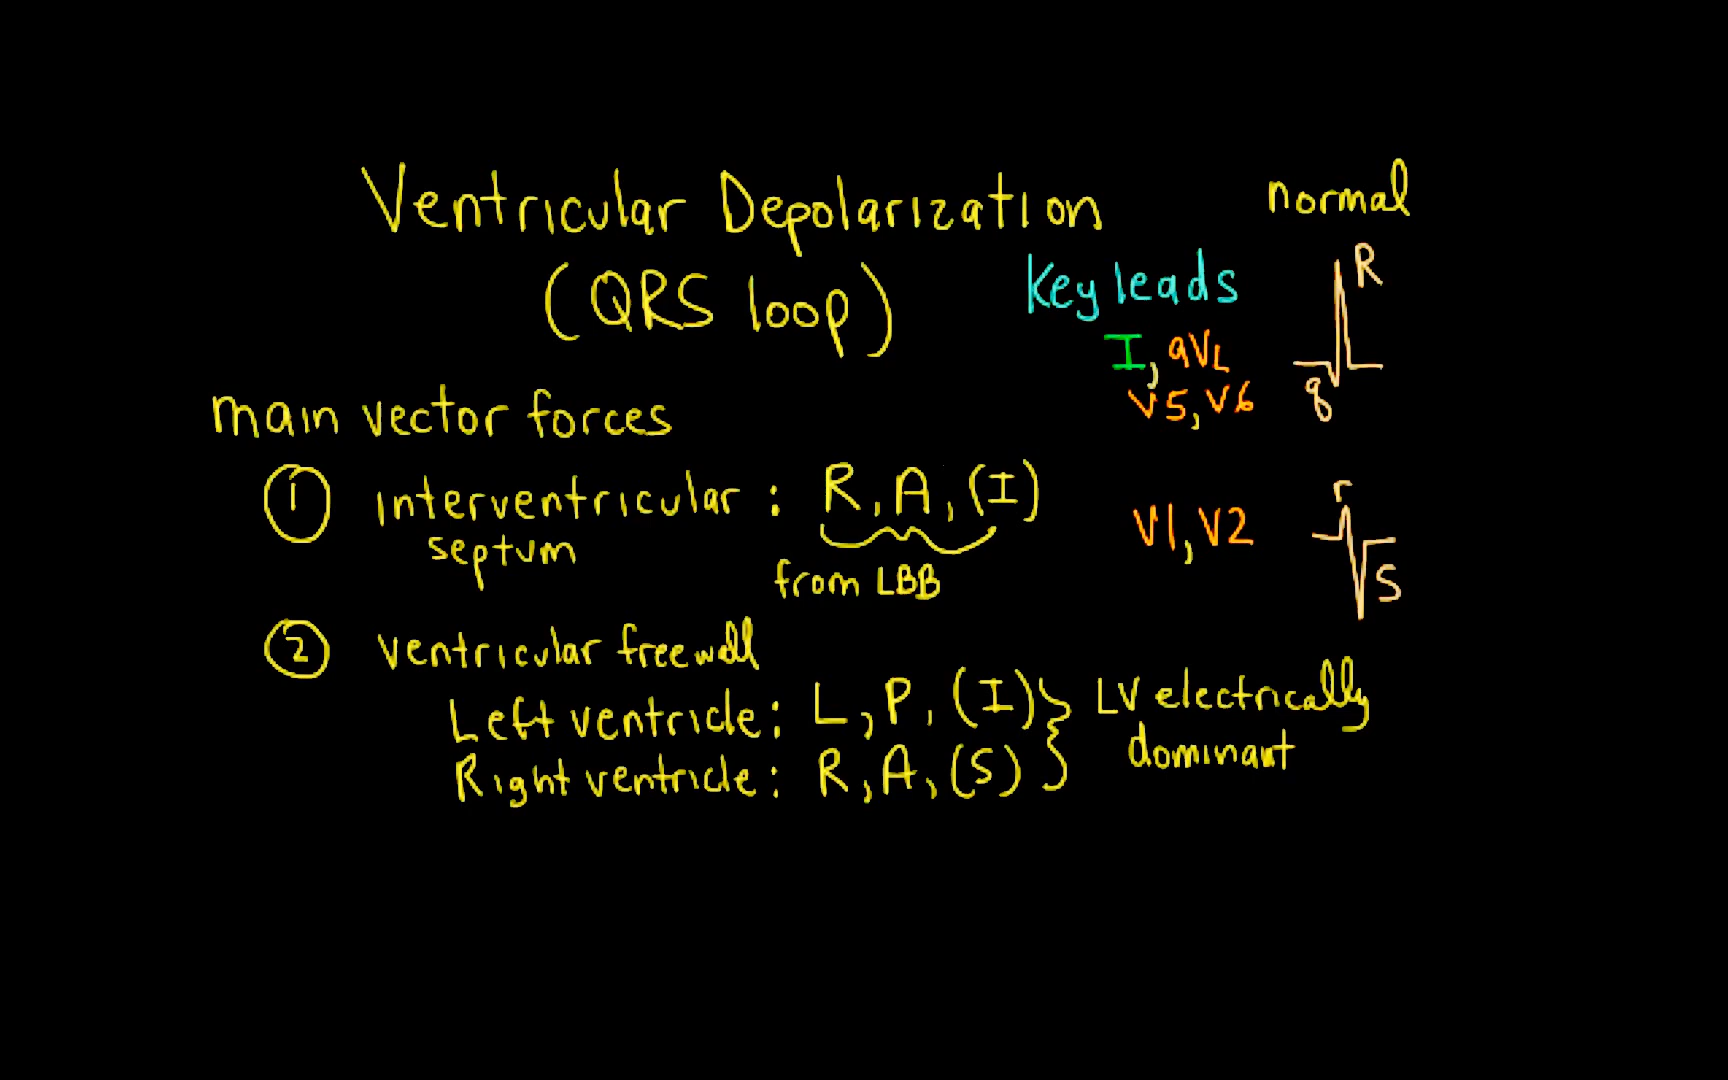 Ventricular Depolarization
(QRS loop)
normal
Key leads
I, aVL
V5, V6
R
q
main vector forces
① interventricular septum : R, A, (I)
from LBB
V1, V2
r
S
② ventricular free wall
Left ventricle: L, P, (I)
Right ventricle: R, A, (S)
LV electrically
dominant